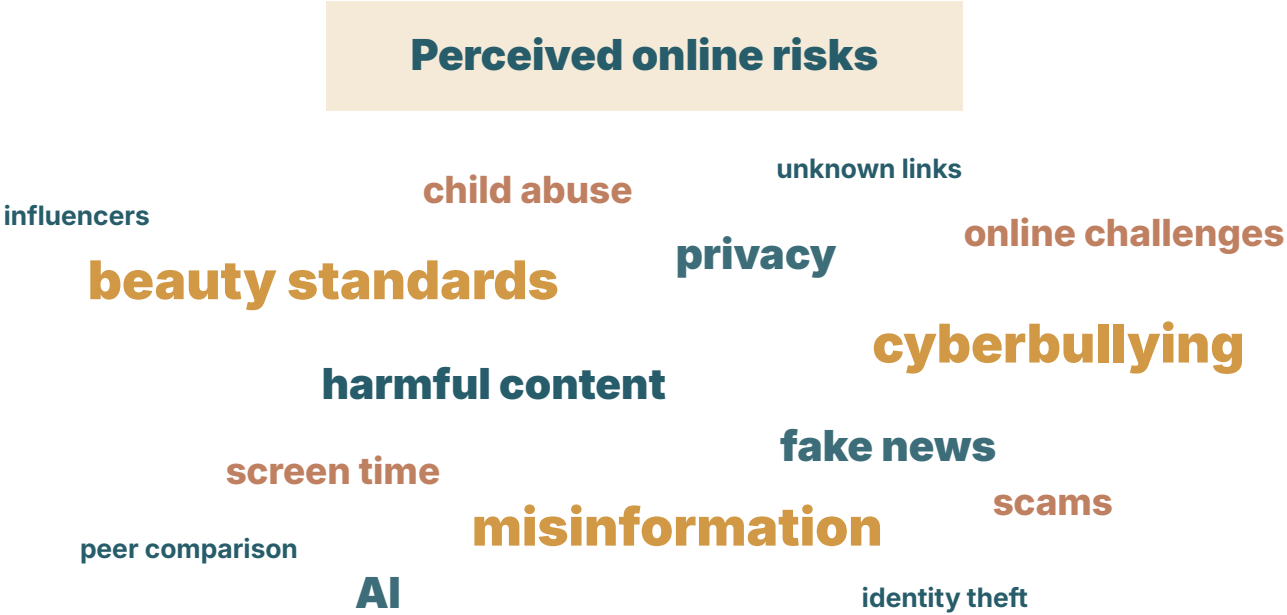 Perceived online risks
unknown links
child abuse
influencers
online challenges
privacy
beauty standards
cyberbullying
harmful content
fake news
screen time
scams
misinformation
peer comparison
AI
identity theft